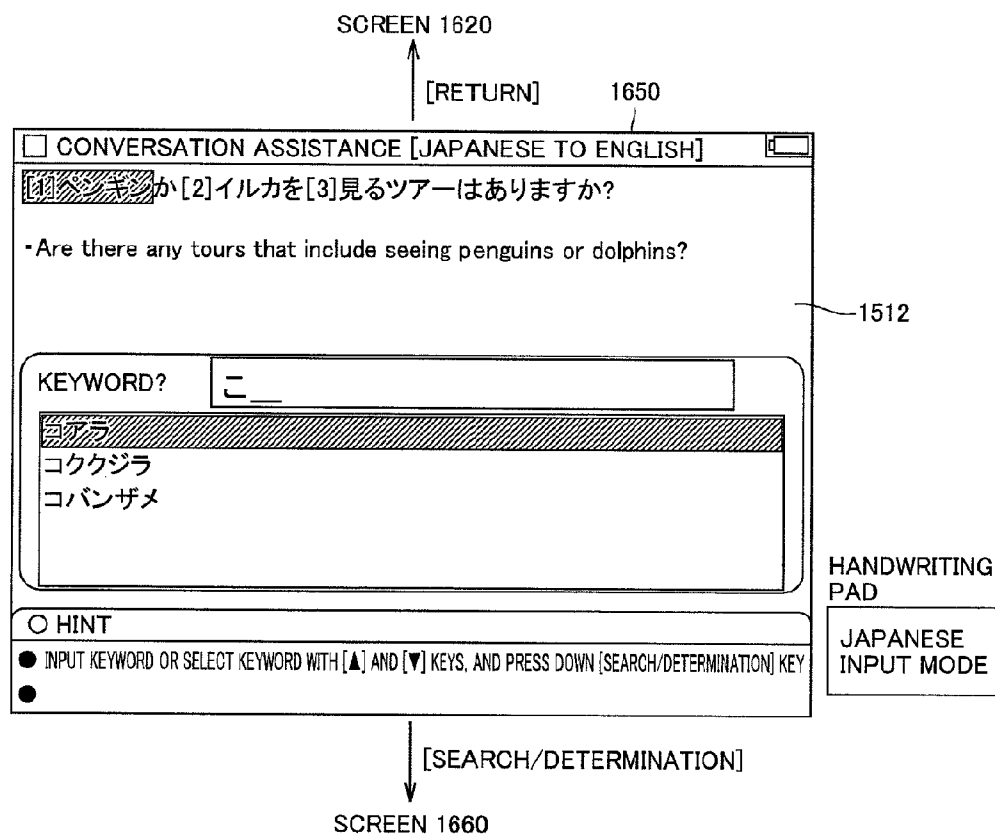 SCREEN 1620
[RETURN]
1650
CONVERSATION ASSISTANCE [JAPANESE TO ENGLISH]
[1]ペンギンか[2]イルカを[3]見るツアーはありますか?
-Are there any tours that include seeing penguins or dolphins?
1512
KEYWORD?
こ_
コアラ
コククジラ
コバンザメ
HANDWRITING
PAD
JAPANESE
INPUT MODE
HINT
● INPUT KEYWORD OR SELECT KEYWORD WITH [▲] AND [▼] KEYS, AND PRESS DOWN [SEARCH/DETERMINATION] KEY
●
[SEARCH/DETERMINATION]
SCREEN 1660